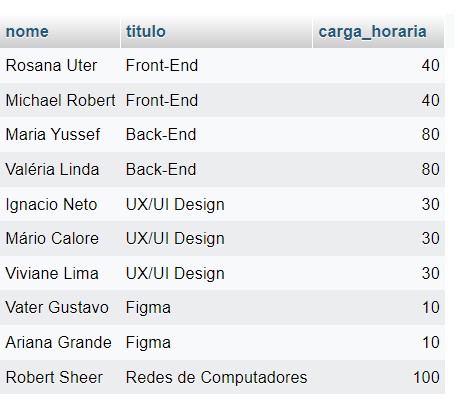 nome titulo carga_horaria
Rosana Uter Front-End 40
Michael Robert Front-End 40
Maria Yussef Back-End 80
Valéria Linda Back-End 80
Ignacio Neto UX/UI Design 30
Mário Calore UX/UI Design 30
Viviane Lima UX/UI Design 30
Vater Gustavo Figma 10
Ariana Grande Figma 10
Robert Sheer Redes de Computadores 100